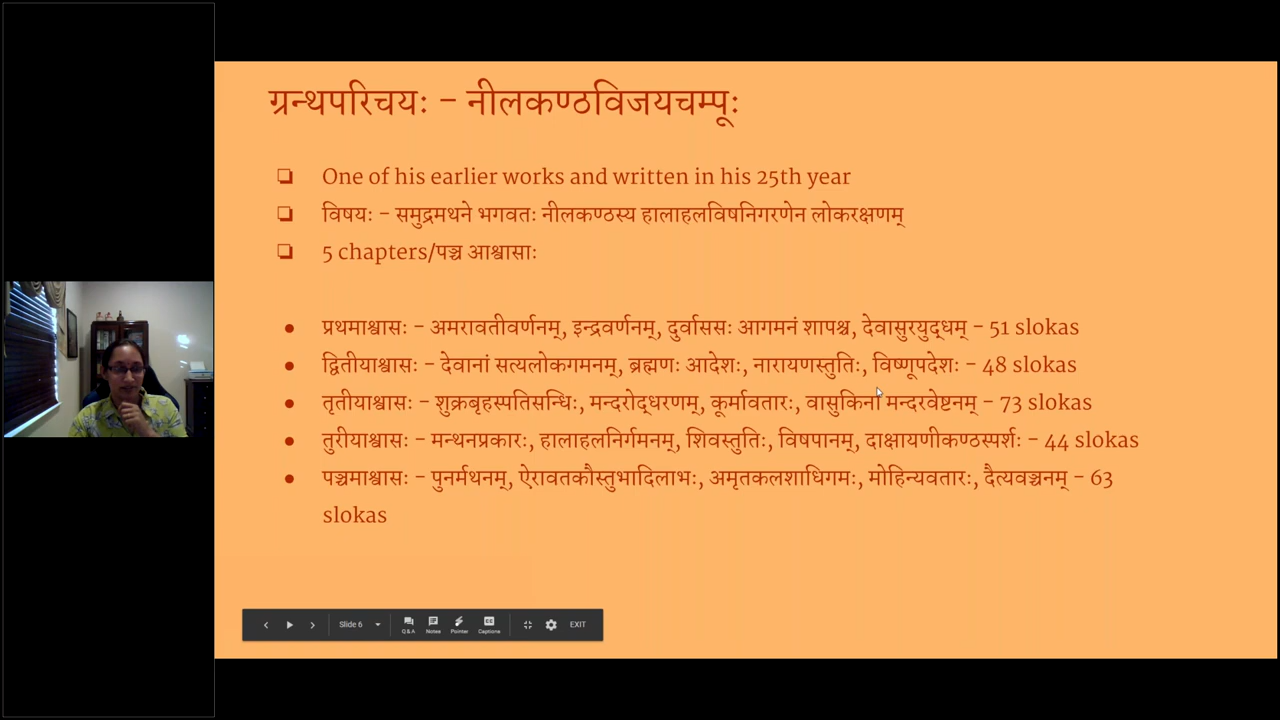 ग्रन्थपरिचयः - नीलकण्ठविजयचम्पूः
❏ One of his earlier works and written in his 25th year
❏ विषयः - समुद्रमथने भगवतः नीलकण्ठस्य हालाहलविषनिगरणेन लोकरक्षणम्
❏ 5 chapters/पञ्च आश्वासाः
● प्रथमाश्वासः - अमरावतीवर्णनम्, इन्द्रवर्णनम्, दुर्वाससः आगमनं शापश्च, देवासुरयुद्धम् - 51 slokas
● द्वितीयाश्वासः - देवानां सत्यलोकगमनम्, ब्रह्मणः आदेशः, नारायणस्तुतिः, विष्णूपदेशः - 48 slokas
● तृतीयाश्वासः - शुक्रबृहस्पतिसन्धिः, मन्दरोद्धरणम्, कूर्मावतारः, वासुकिना मन्दरवेष्टनम् - 73 slokas
● तुरीयाश्वासः - मन्थनप्रकारः, हालाहलनिर्गमनम्, शिवस्तुतिः, विषपानम्, दाक्षायणीकण्ठस्पर्शः - 44 slokas
● पञ्चमाश्वासः - पुनर्मथनम्, ऐरावतकौस्तुभादिलाभः, अमृतकलशाधिगमः, मोहिन्यवतारः, दैत्यवञ्चनम् - 63
slokas
Slide 6 Q&A Notes Pointer Captions EXIT